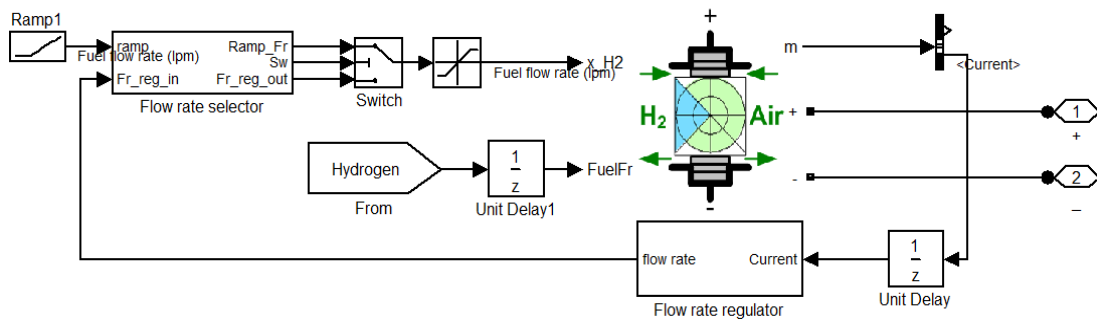 Ramp1
ramp
Fuel flow rate (lpm)
Fr_reg_in
Ramp_Fr
Sw
Fr_reg_out
Flow rate selector
Switch
Fuel flow rate (lpm)
x_H2
Hydrogen
From
1
z
Unit Delay1
FuelFr
+
H2
Air
-
m
<Current>
+
1
+
-
2
–
flow rate
Current
Flow rate regulator
1
z
Unit Delay